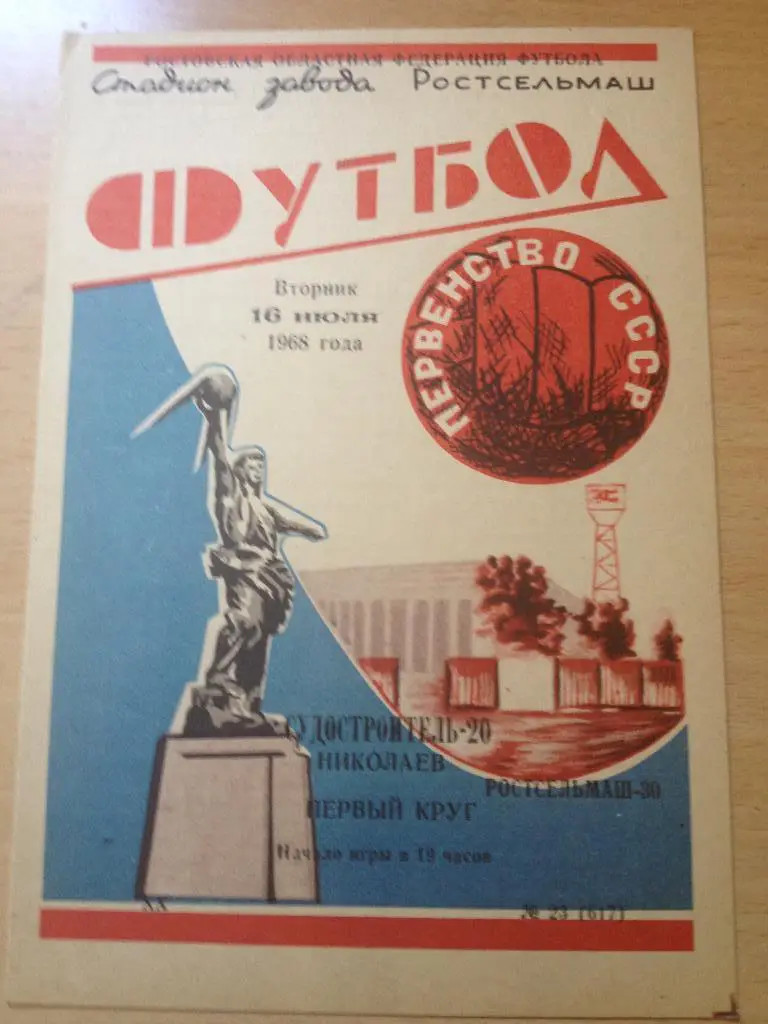 РОСТОВСКАЯ ОБЛАСТНАЯ ФЕДЕРАЦИЯ ФУТБОЛА
Стадион завода Ростсельмаш
ФУТБОЛ
ПЕРВЕНСТВО СССР
Вторник
16 июля
1968 года
СУДОСТРОИТЕЛЬ-20
НИКОЛАЕВ
РОСТСЕЛЬМАШ-30
ПЕРВЫЙ КРУГ
Начало игры в 19 часов
№ 23 (617)